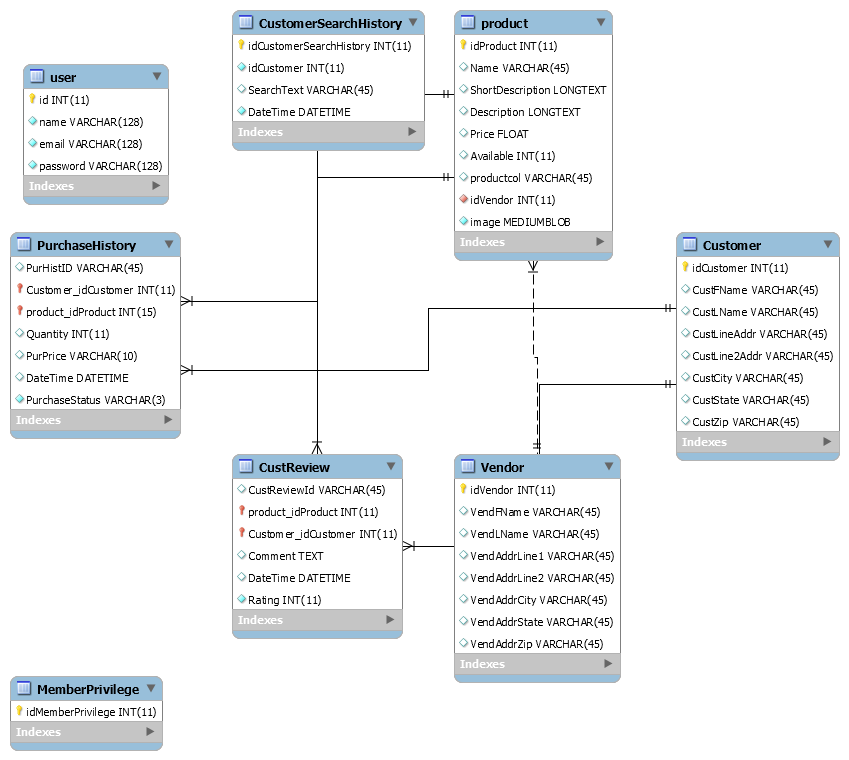 CustomerSearchHistory
idCustomerSearchHistory INT(11)
idCustomer INT(11)
SearchText VARCHAR(45)
DateTime DATETIME
Indexes
product
idProduct INT(11)
Name VARCHAR(45)
ShortDescription LONGTEXT
Description LONGTEXT
Price FLOAT
Available INT(11)
productcol VARCHAR(45)
idVendor INT(11)
image MEDIUMBLOB
Indexes
user
id INT(11)
name VARCHAR(128)
email VARCHAR(128)
password VARCHAR(128)
Indexes
PurchaseHistory
PurHistID VARCHAR(45)
Customer_idCustomer INT(11)
product_idProduct INT(15)
Quantity INT(11)
PurPrice VARCHAR(10)
DateTime DATETIME
PurchaseStatus VARCHAR(3)
Indexes
Customer
idCustomer INT(11)
CustFName VARCHAR(45)
CustLName VARCHAR(45)
CustLineAddr VARCHAR(45)
CustLine2Addr VARCHAR(45)
CustCity VARCHAR(45)
CustState VARCHAR(45)
CustZip VARCHAR(45)
Indexes
CustReview
CustReviewId VARCHAR(45)
product_idProduct INT(11)
Customer_idCustomer INT(11)
Comment TEXT
DateTime DATETIME
Rating INT(11)
Indexes
Vendor
idVendor INT(11)
VendFName VARCHAR(45)
VendLName VARCHAR(45)
VendAddrLine1 VARCHAR(45)
VendAddrLine2 VARCHAR(45)
VendAddrCity VARCHAR(45)
VendAddrState VARCHAR(45)
VendAddrZip VARCHAR(45)
Indexes
MemberPrivilege
idMemberPrivilege INT(11)
Indexes